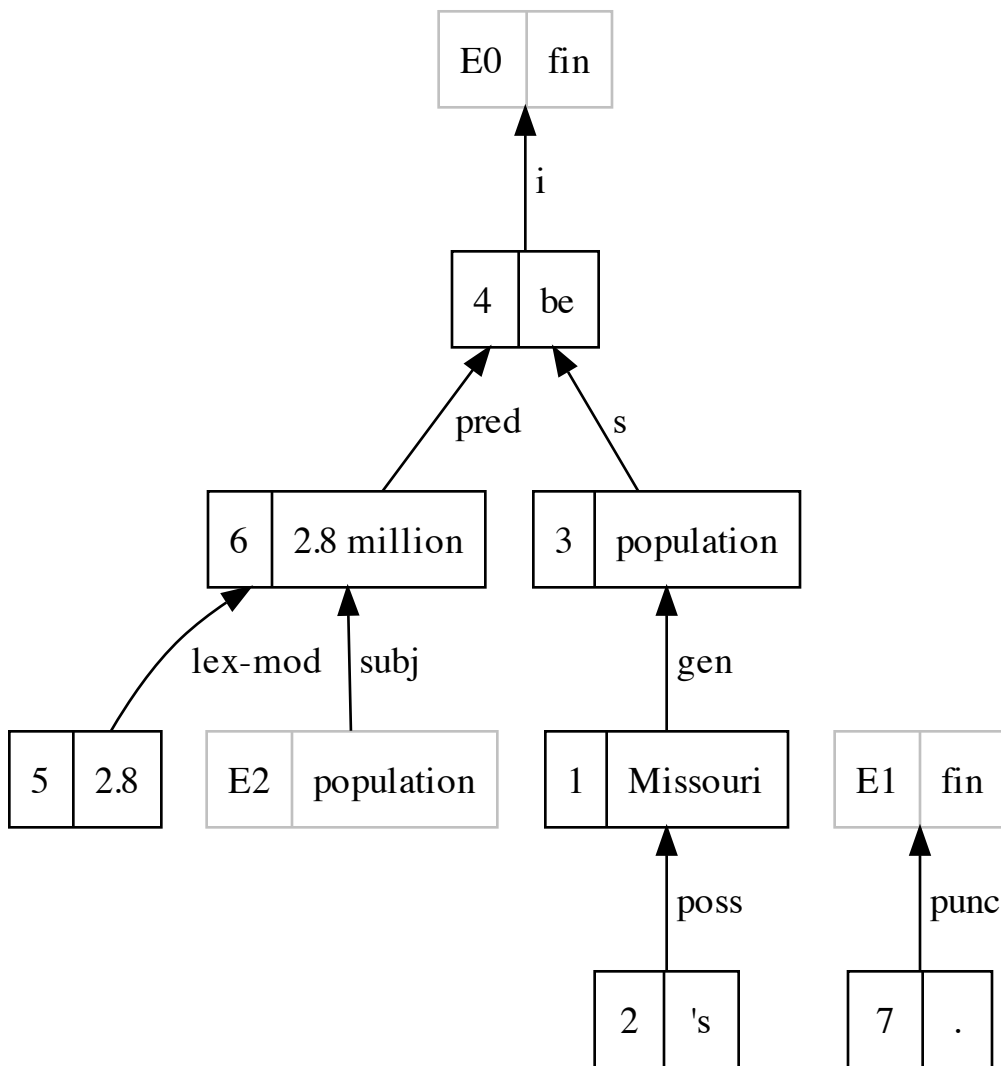 E0 fin
i
4 be
pred s
6 2.8 million 3 population
lex-mod subj gen
5 2.8 E2 population 1 Missouri E1 fin
poss punc
2 's 7 .